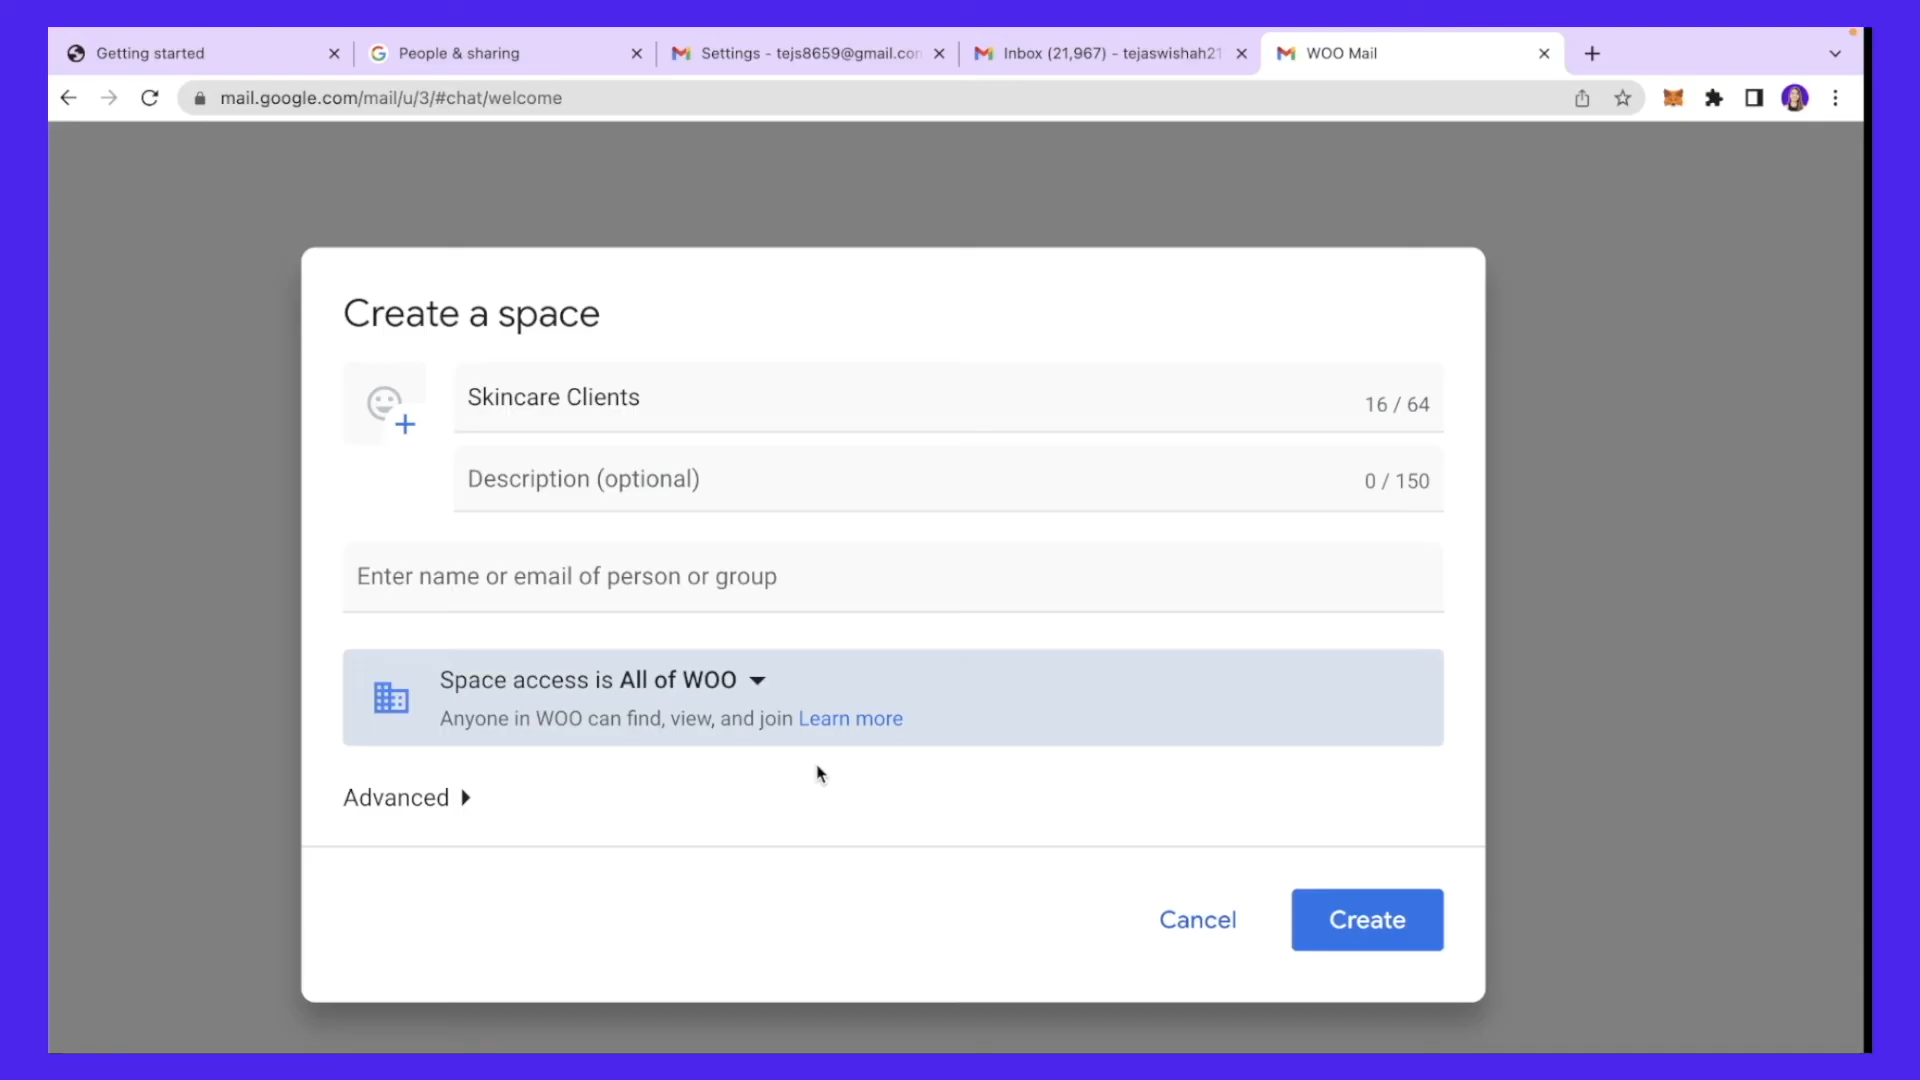 Getting started
People & sharing
Settings - tejs8659@gmail.con
Inbox (21,967) - tejaswishah21
WOO Mail
mail.google.com/mail/u/3/#chat/welcome
Create a space
Skincare Clients
16 / 64
Description (optional)
0 / 150
Enter name or email of person or group
Space access is All of WOO
Anyone in WOO can find, view, and join Learn more
Advanced
Cancel
Create